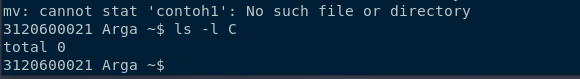 mv: cannot stat 'contoh1': No such file or directory
3120600021 Arga ~$ ls -l C
total 0
3120600021 Arga ~$